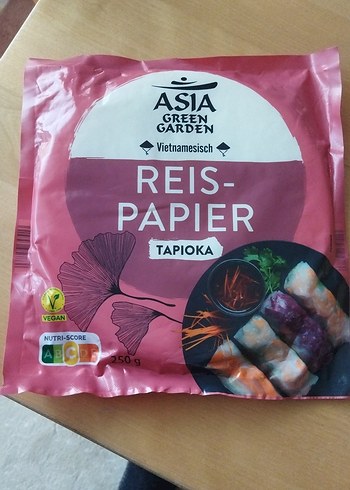 ASIA
GREEN
GARDEN
Vietnamesisch
REIS-
PAPIER
TAPIOKA
VEGAN
NUTRI-SCORE
A B C D E
250 g